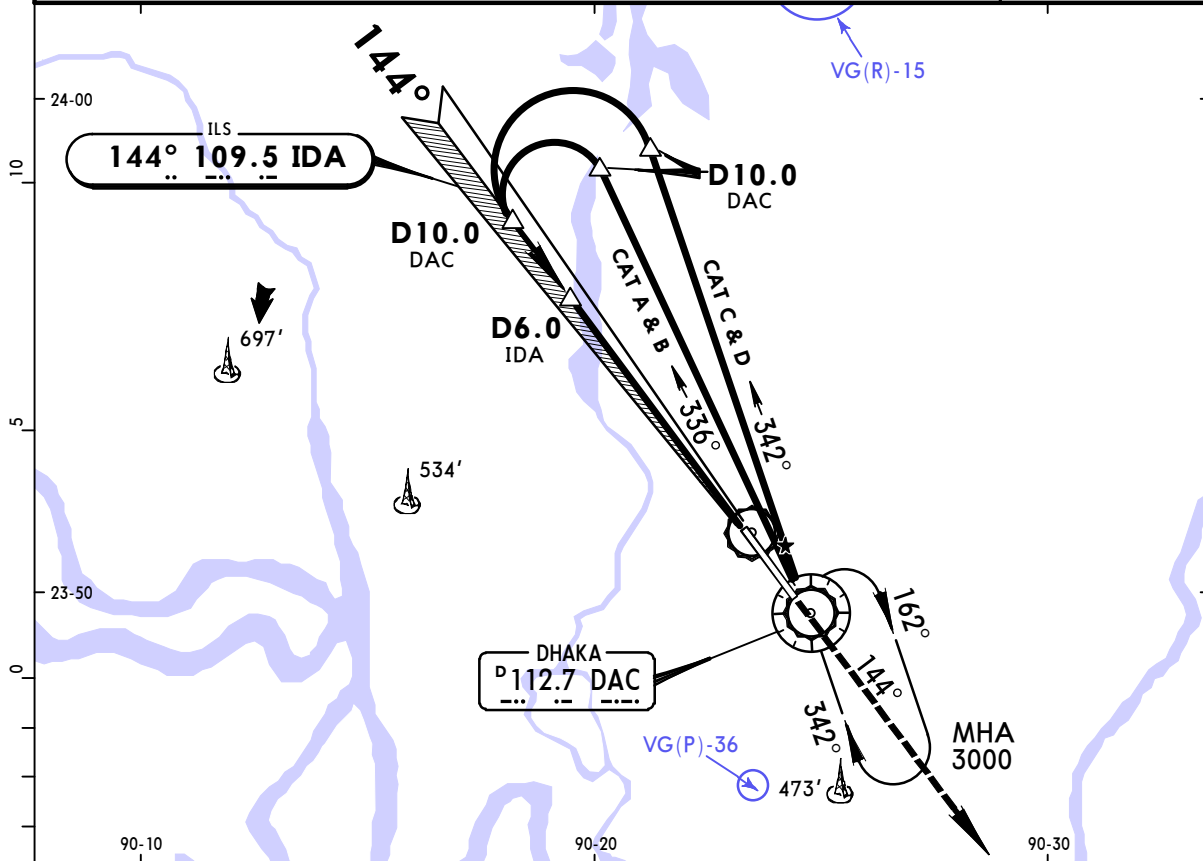 VG(R)-15
144°
24-00
ILS
144° 109.5 IDA
10
D10.0
DAC
D10.0
DAC
CAT A & B
CAT C & D
D6.0
IDA
697'
336°
342°
5
534'
23-50
162°
DHAKA
D 112.7 DAC
144°
0
342°
MHA
3000
VG(P)-36
473'
90-10
90-20
90-30